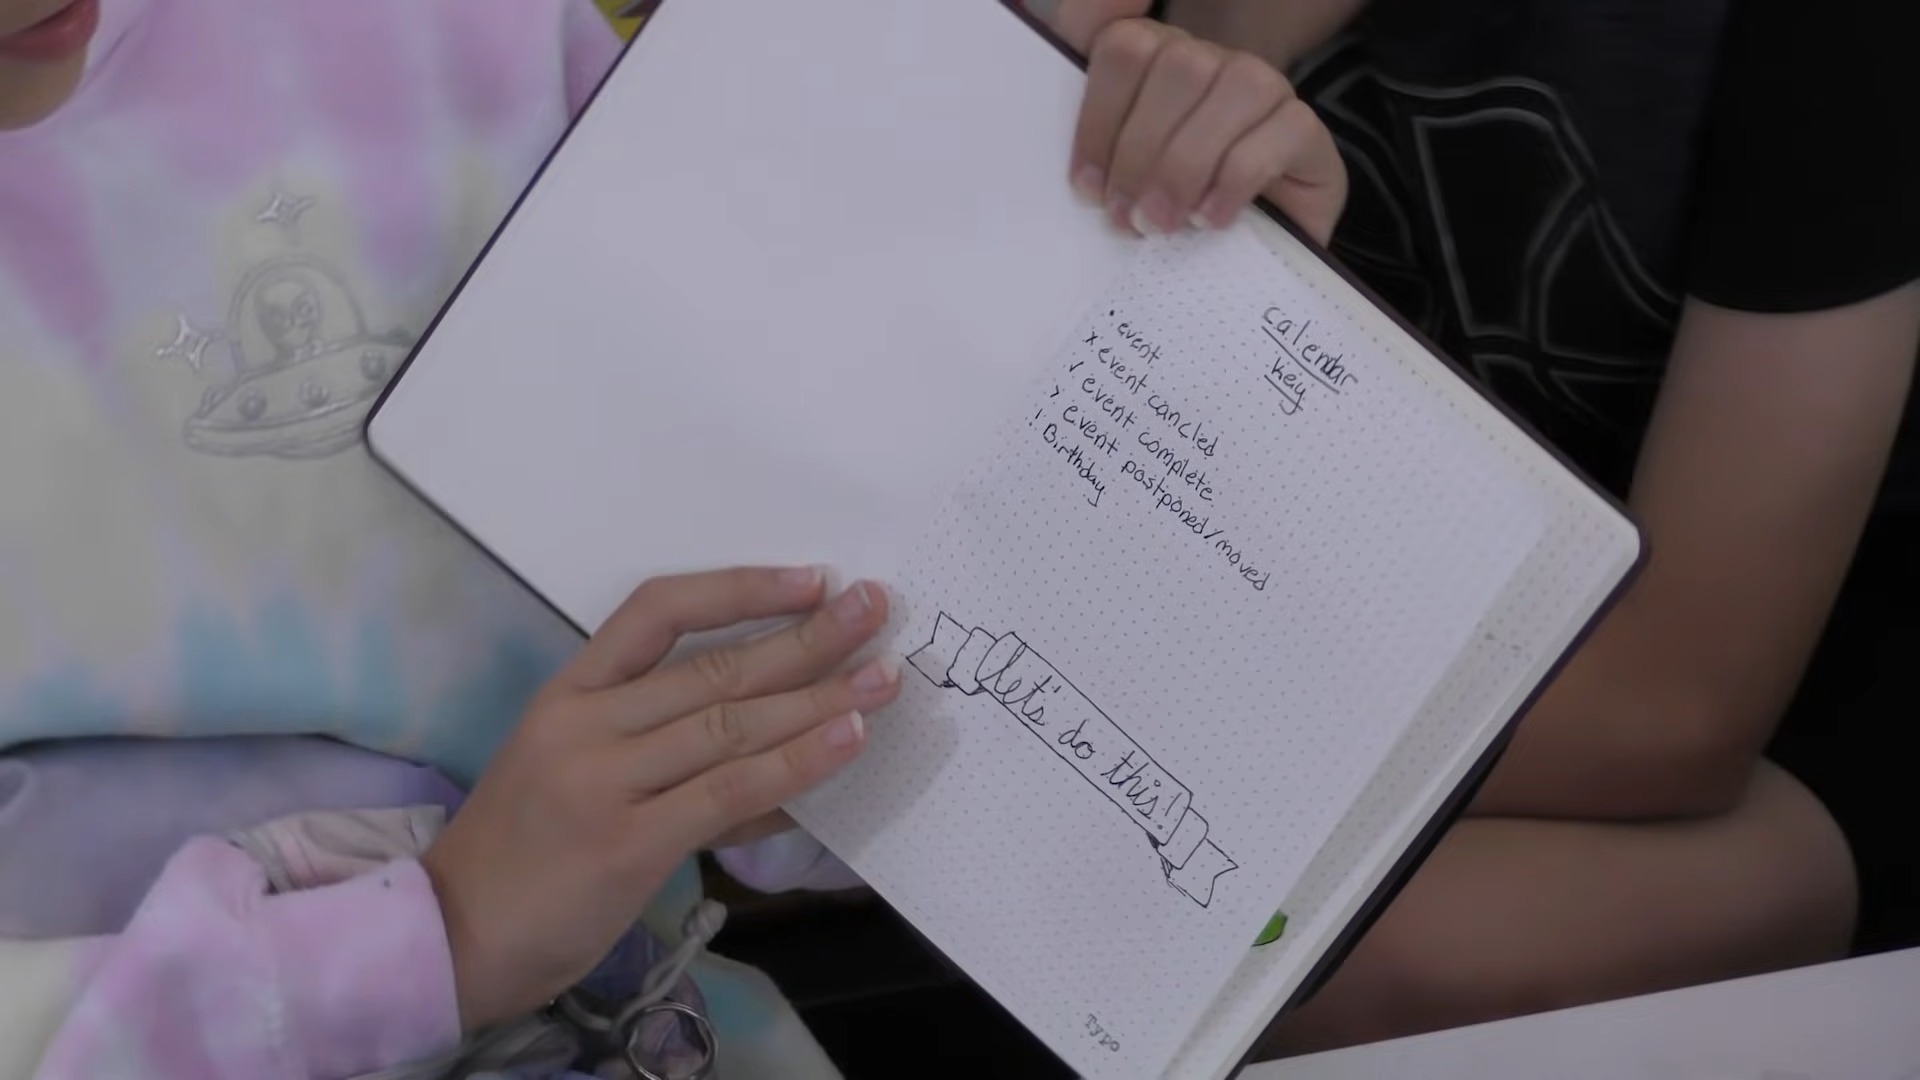 calendar
key
• event
x event cancled
✓ event complete
> event postponed/moved
! Birthday
let's do this!
Typo